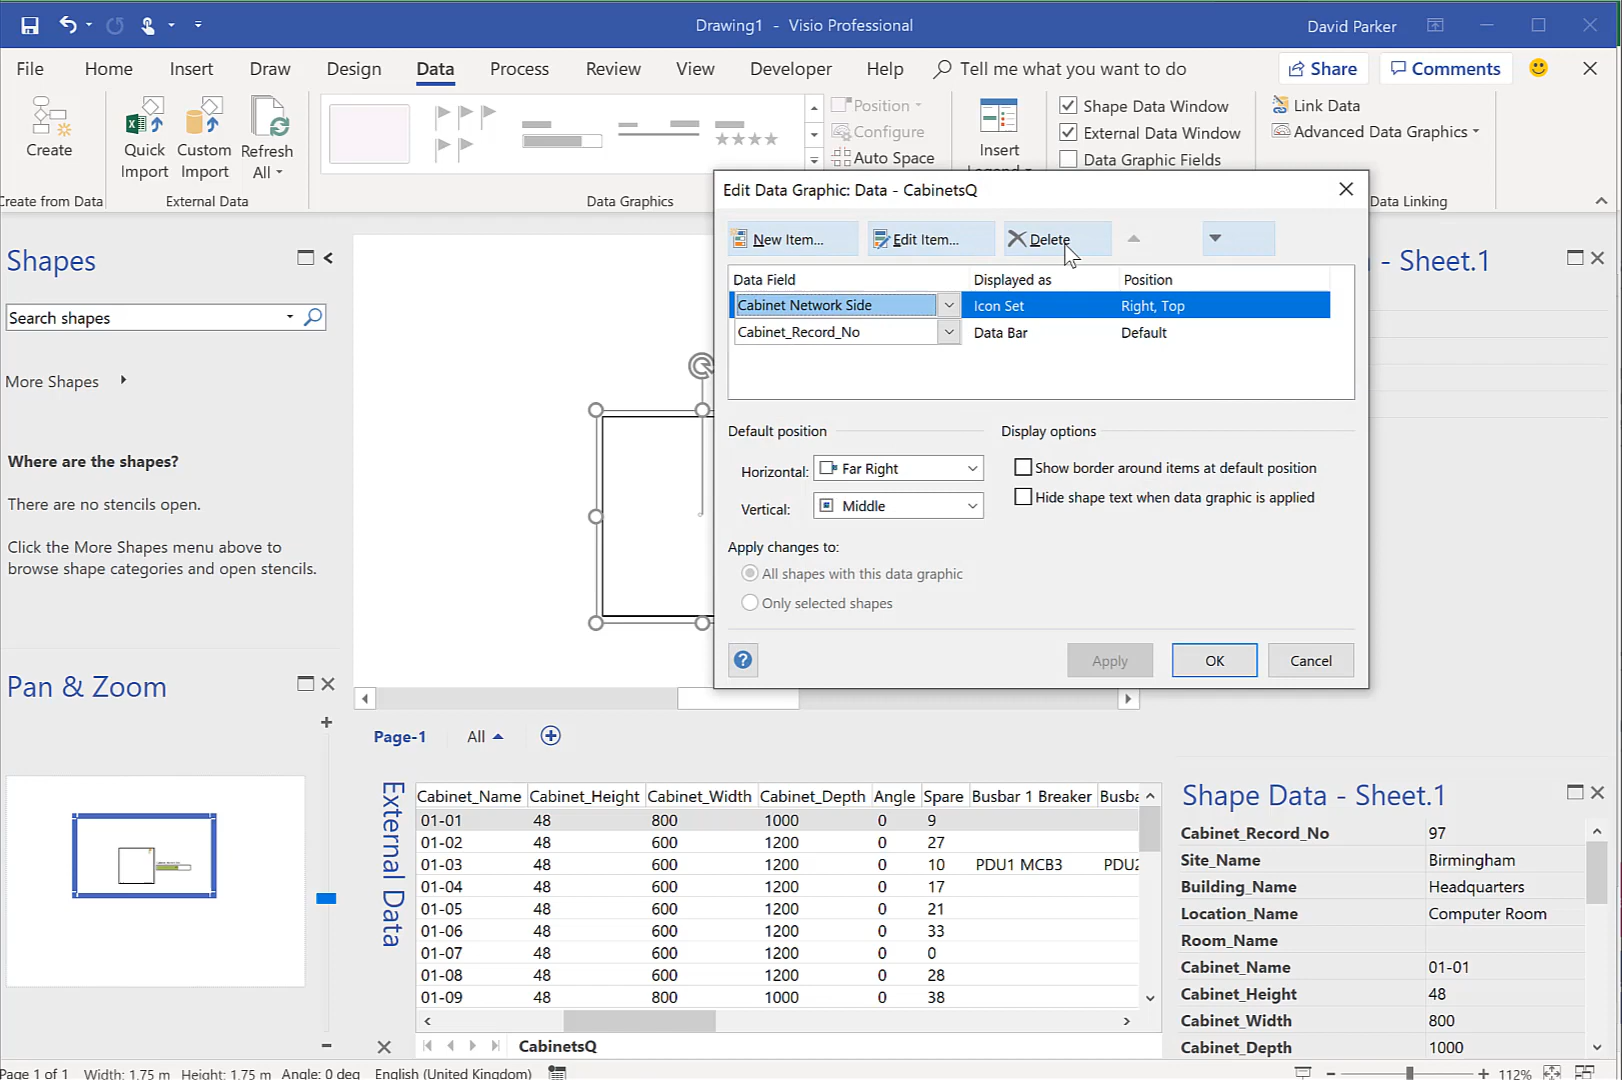 Drawing1 - Visio Professional
David Parker
File Home Insert Draw Design Data Process Review View Developer Help Tell me what you want to do
Share Comments
Create
Create from Data
Quick Import
Custom Import
Refresh All
External Data
Data Graphics
Position
Configure
Auto Space
Insert
Shape Data Window
External Data Window
Data Graphic Fields
Link Data
Advanced Data Graphics
Data Linking
Shapes
Search shapes
More Shapes
Where are the shapes?
There are no stencils open.
Click the More Shapes menu above to
browse shape categories and open stencils.
Pan & Zoom
Edit Data Graphic: Data - CabinetsQ
New Item... Edit Item... Delete
Data Field Displayed as Position
Cabinet Network Side Icon Set Right, Top
Cabinet_Record_No Data Bar Default
Default position
Horizontal: Far Right
Vertical: Middle
Display options
Show border around items at default position
Hide shape text when data graphic is applied
Apply changes to:
All shapes with this data graphic
Only selected shapes
? Apply OK Cancel
- Sheet.1
Page-1 All
External Data
Cabinet_Name Cabinet_Height Cabinet_Width Cabinet_Depth Angle Spare Busbar 1 Breaker Busba
01-01 48 800 1000 0 9
01-02 48 600 1200 0 27
01-03 48 600 1200 0 10 PDU1 MCB3 PDU2
01-04 48 600 1200 0 17
01-05 48 600 1200 0 21
01-06 48 600 1200 0 33
01-07 48 600 1200 0 0
01-08 48 600 1200 0 28
01-09 48 800 1000 0 38
CabinetsQ
Shape Data - Sheet.1
Cabinet_Record_No 97
Site_Name Birmingham
Building_Name Headquarters
Location_Name Computer Room
Room_Name
Cabinet_Name 01-01
Cabinet_Height 48
Cabinet_Width 800
Cabinet_Depth 1000
Page 1 of 1 Width: 1.75 m Height: 1.75 m Angle: 0 deg English (United Kingdom)
112%